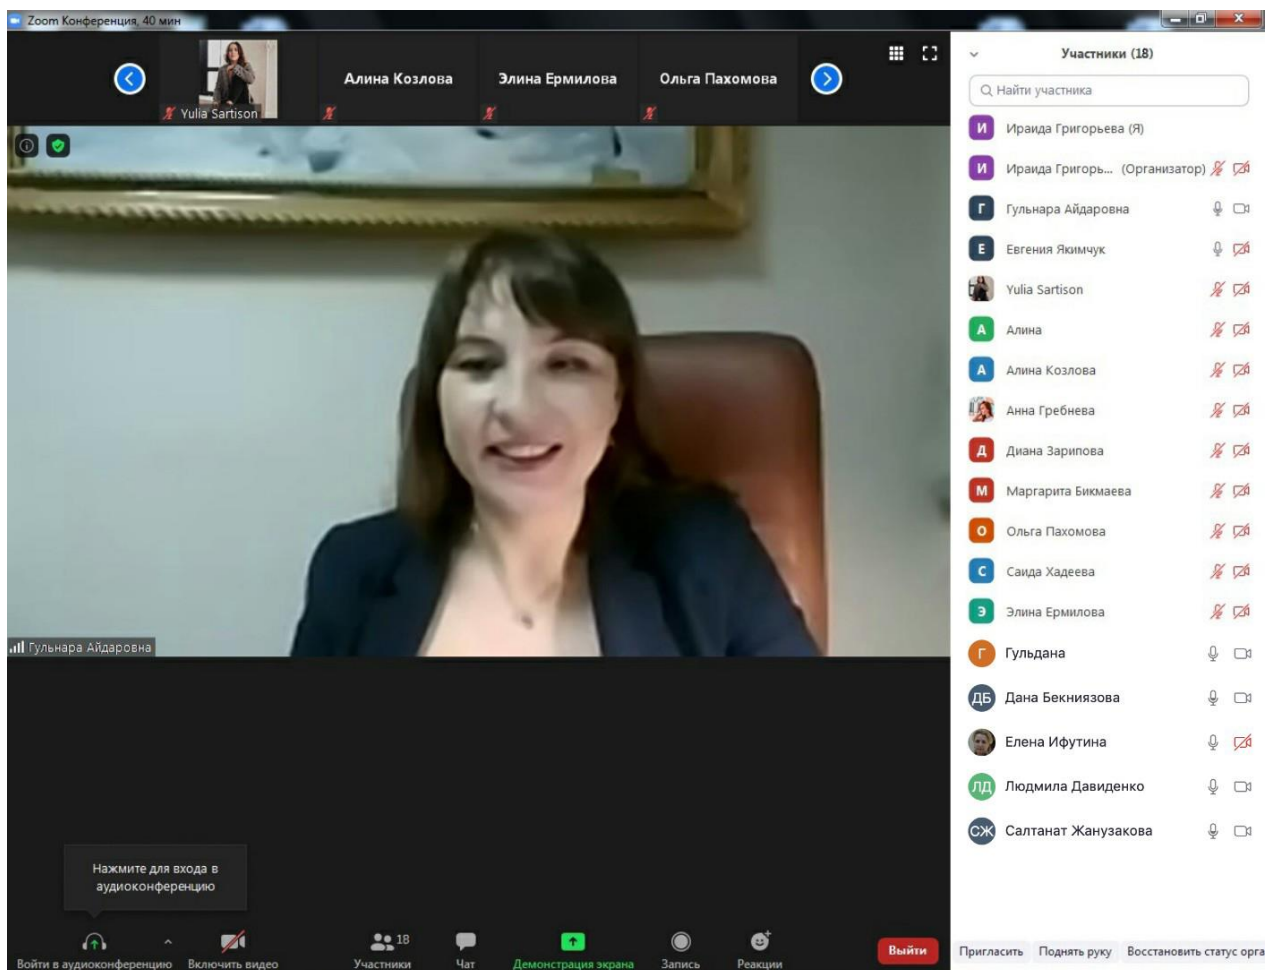 Zoom Конференция, 40 мин
Yulia Sartison
Алина Козлова
Элина Ермилова
Ольга Пахомова
Гульнара Айдаровна
Нажмите для входа в
аудиоконференцию
Войти в аудиоконференцию
Включить видео
18
Участники
Чат
Демонстрация экрана
Запись
Реакции
Выйти
Участники (18)
Найти участника
И Ираида Григорьева (Я)
И Ираида Григорь... (Организатор)
Г Гульнара Айдаровна
Е Евгения Якимчук
Yulia Sartison
А Алина
А Алина Козлова
Анна Гребнева
Д Диана Зарипова
М Маргарита Бикмаева
О Ольга Пахомова
С Саида Хадеева
Э Элина Ермилова
Г Гульдана
ДБ Дана Бекниязова
Елена Ифутина
ЛД Людмила Давиденко
СЖ Салтанат Жанузакова
Пригласить Поднять руку Восстановить статус орга